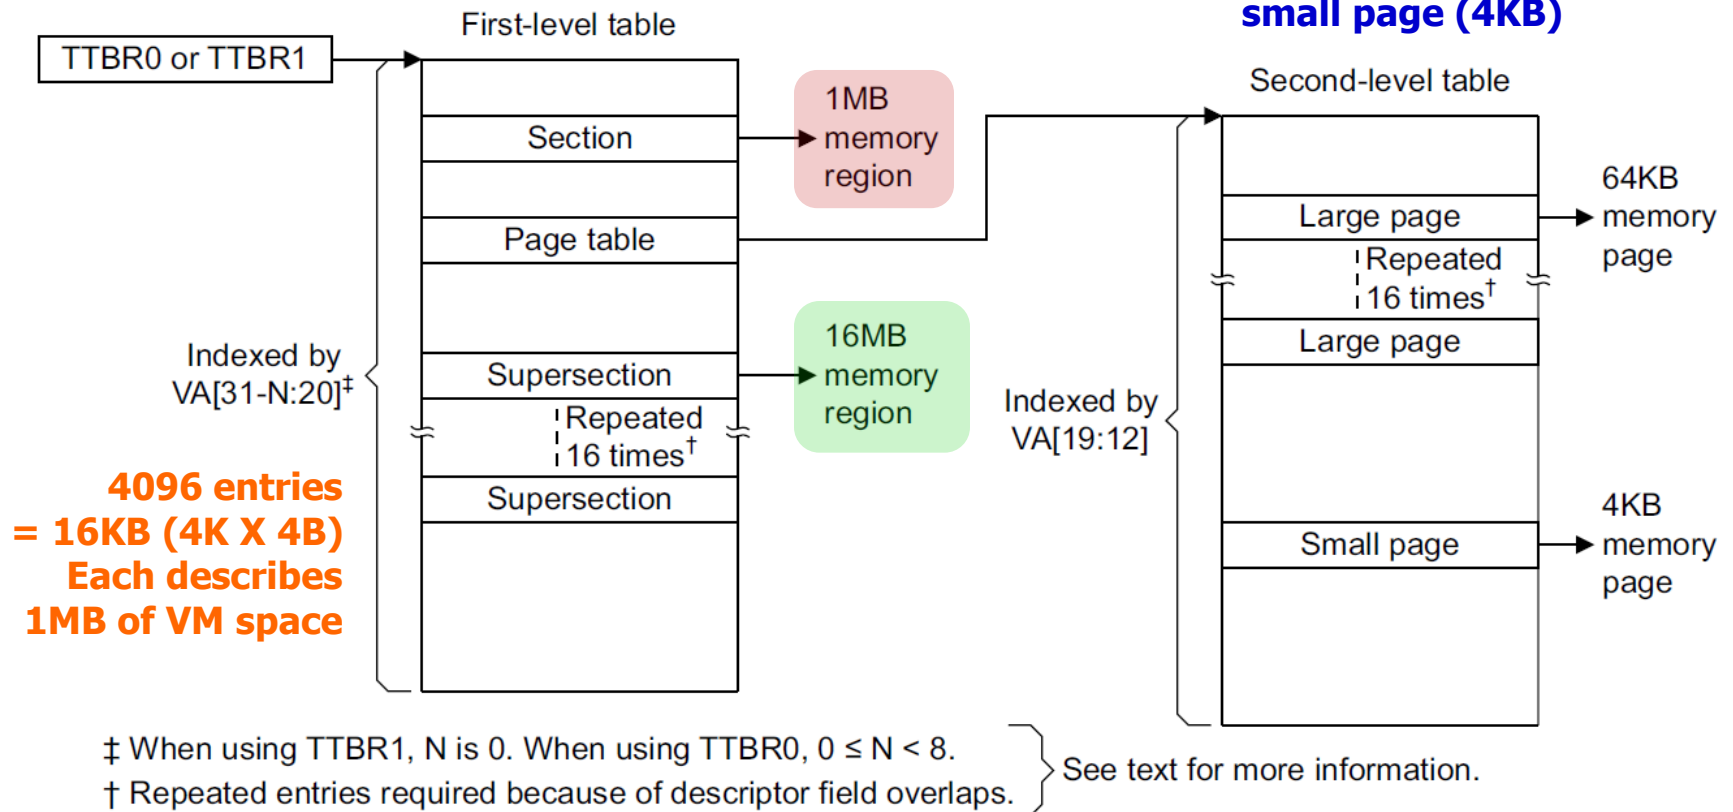 small page (4KB)
First-level table
TTBR0 or TTBR1
Section
Page table
Supersection
Repeated
16 times†
Supersection
1MB
memory
region
16MB
memory
region
Indexed by
VA[31-N:20]‡
4096 entries
= 16KB (4K X 4B)
Each describes
1MB of VM space
Second-level table
Large page
Repeated
16 times†
Large page
Small page
64KB
memory
page
4KB
memory
page
Indexed by
VA[19:12]
‡ When using TTBR1, N is 0. When using TTBR0, 0 ≤ N < 8.
† Repeated entries required because of descriptor field overlaps.
See text for more information.